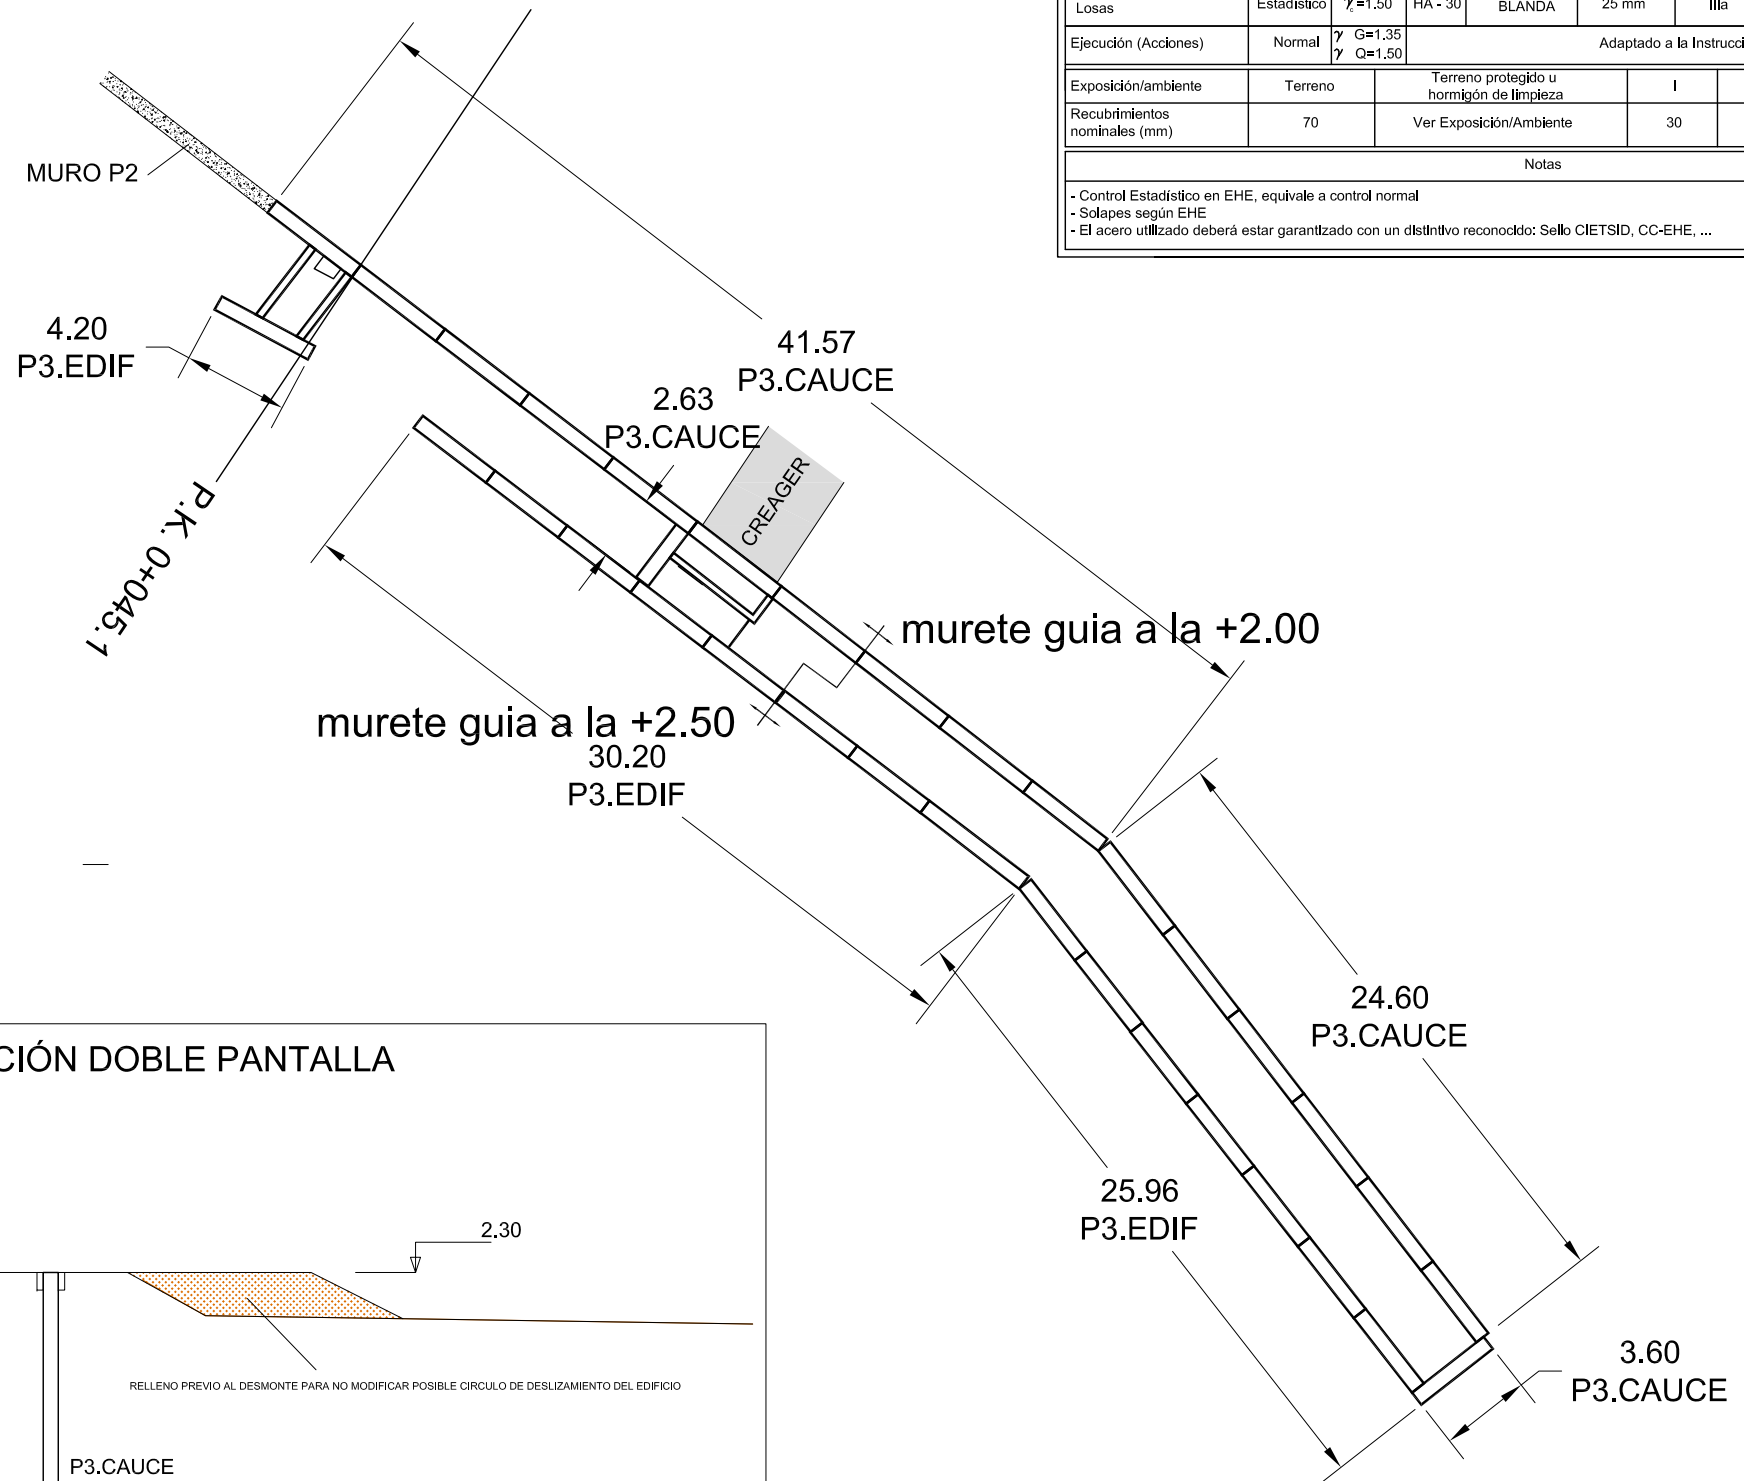 Losas Estadístico γc=1.50 HA - 30 BLANDA 25 mm IIIa
Ejecución (Acciones) Normal γ G=1.35 Adaptado a la Instrucci
γ Q=1.50
Exposición/ambiente Terreno Terreno protegido u I
hormigón de limpieza
Recubrimientos 70 Ver Exposición/Ambiente 30
nominales (mm)
Notas
- Control Estadístico en EHE, equivale a control normal
- Solapes según EHE
- El acero utilizado deberá estar garantizado con un distintivo reconocido: Sello CIETSID, CC-EHE, ...
MURO P2
4.20
P3.EDIF
41.57
P3.CAUCE
2.63
P3.CAUCE
CREAGER
P.K. 0+045.1
murete guia a la +2.00
murete guia a la +2.50
30.20
P3.EDIF
24.60
P3.CAUCE
25.96
P3.EDIF
3.60
P3.CAUCE
CIÓN DOBLE PANTALLA
2.30
RELLENO PREVIO AL DESMONTE PARA NO MODIFICAR POSIBLE CIRCULO DE DESLIZAMIENTO DEL EDIFICIO
P3.CAUCE